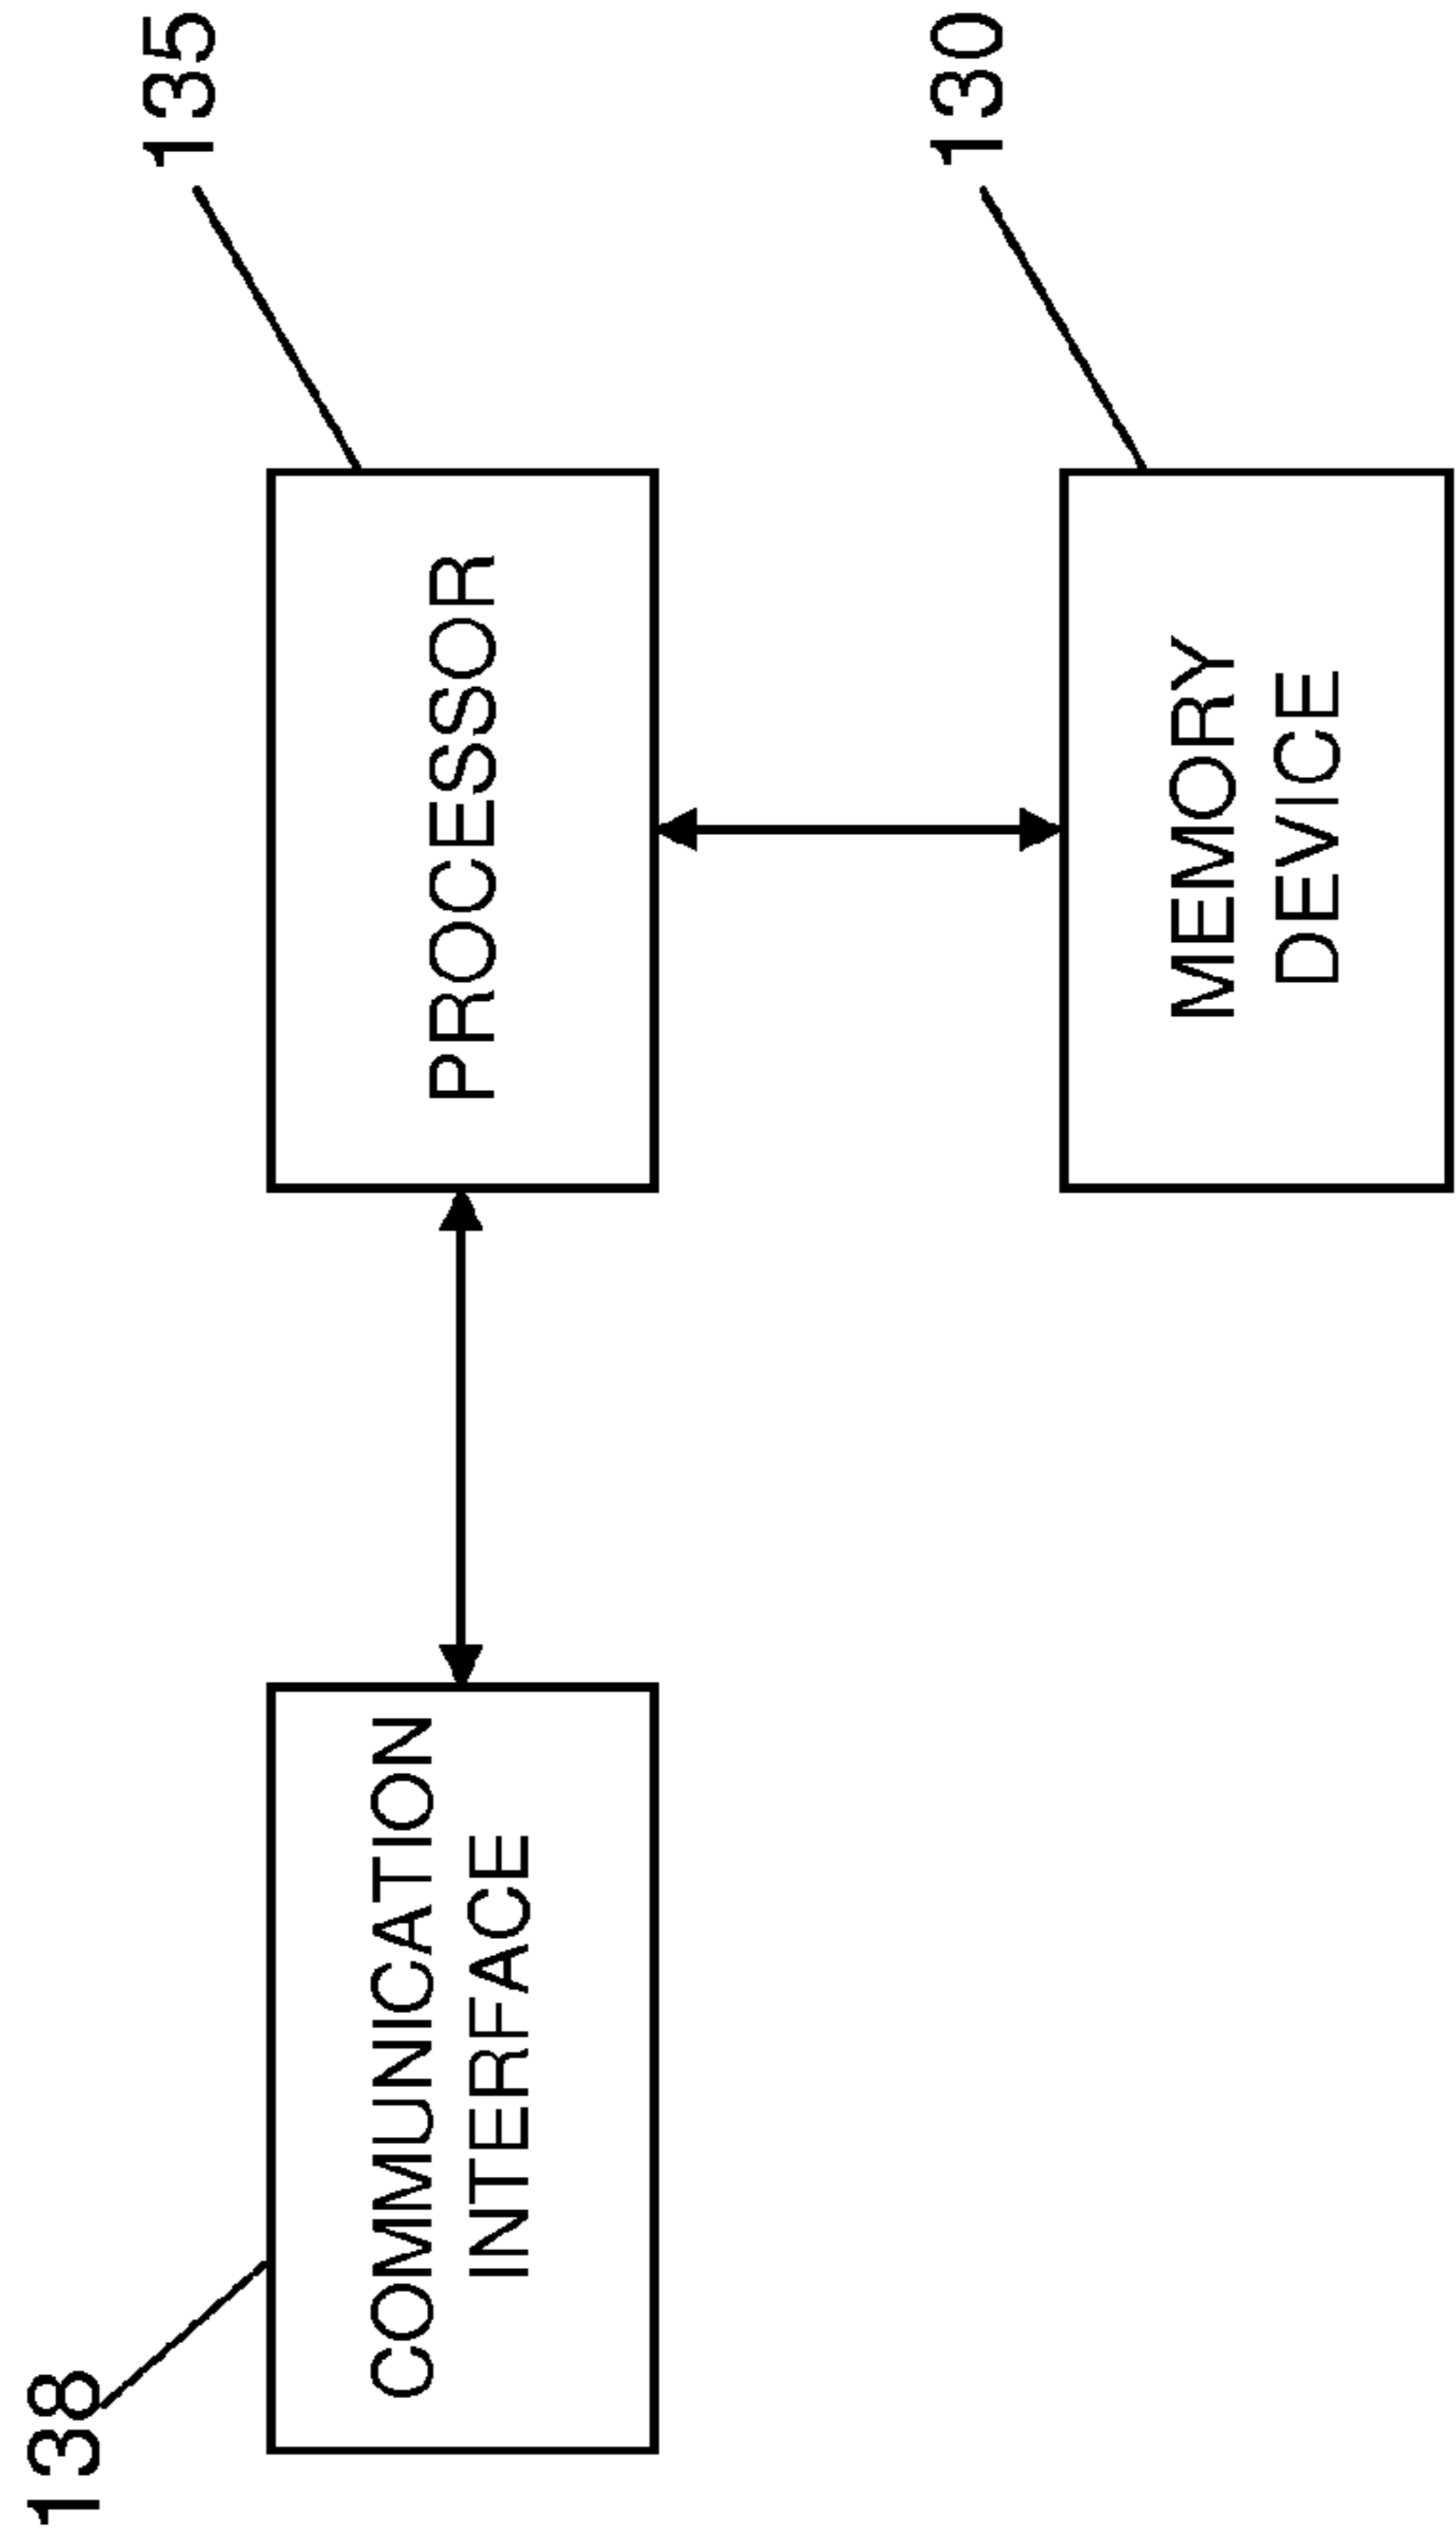 138
COMMUNICATION
INTERFACE
135
PROCESSOR
130
MEMORY
DEVICE